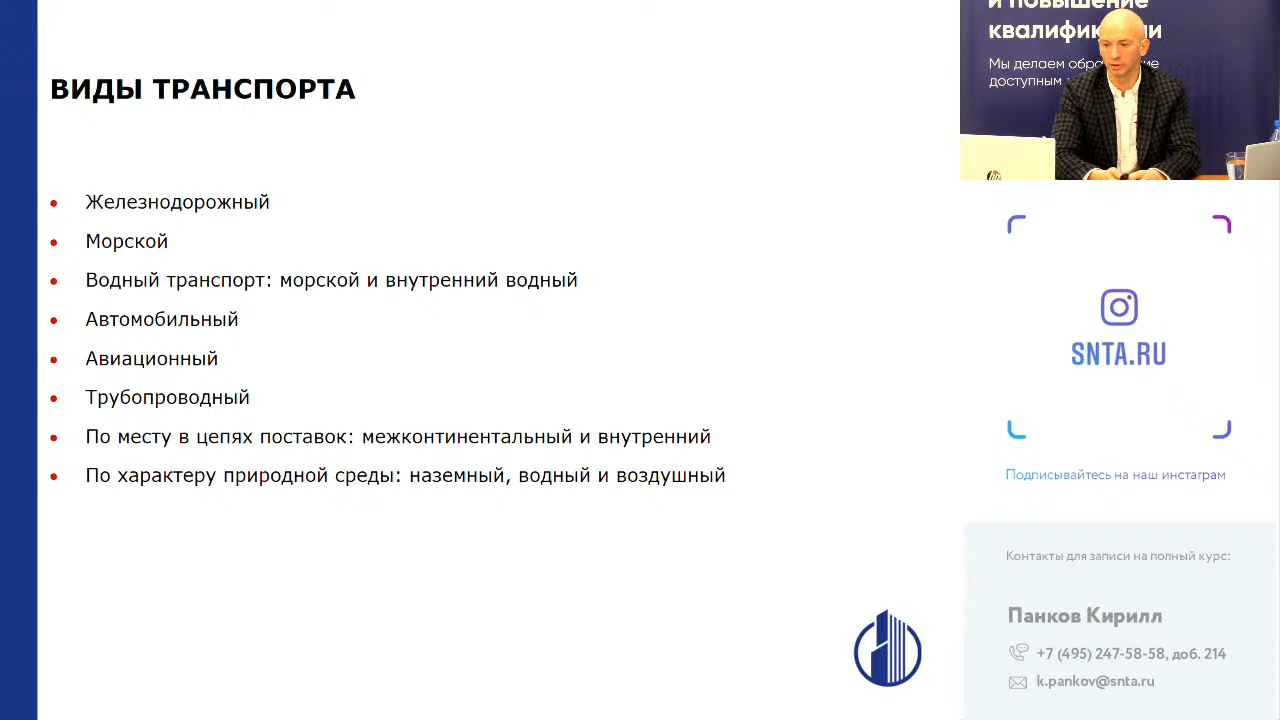 ВИДЫ ТРАНСПОРТА
Железнодорожный
Морской
Водный транспорт: морской и внутренний водный
Автомобильный
Авиационный
Трубопроводный
По месту в цепях поставок: межконтинентальный и внутренний
По характеру природной среды: наземный, водный и воздушный
и повышение
Мы делаем
доступным
SNTA.RU
Подписывайтесь на наш инстаграм
Контакты для записи на полный курс:
Панков Кирилл
+7 (495) 247-58-58, доб. 214
k.pankov@snta.ru